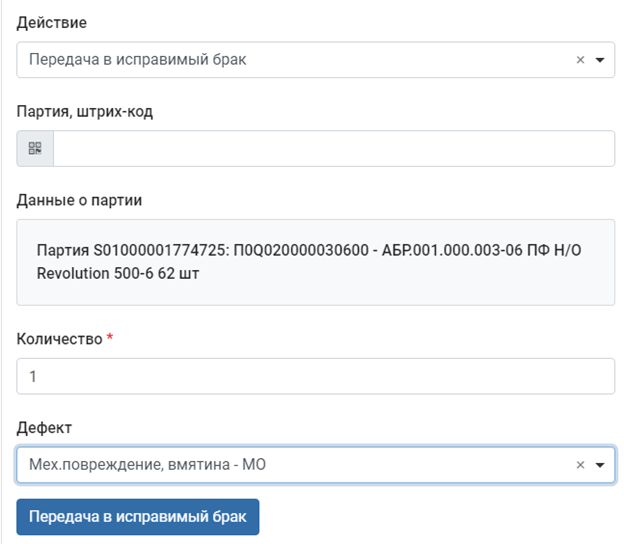 Действие
Передача в исправимый брак
Партия, штрих-код
Данные о партии
Партия S01000001774725: П0Q020000030600 - АБР.001.000.003-06 ПФ Н/О
Revolution 500-6 62 шт
Количество *
1
Дефект
Мех.повреждение, вмятина - МО
Передача в исправимый брак